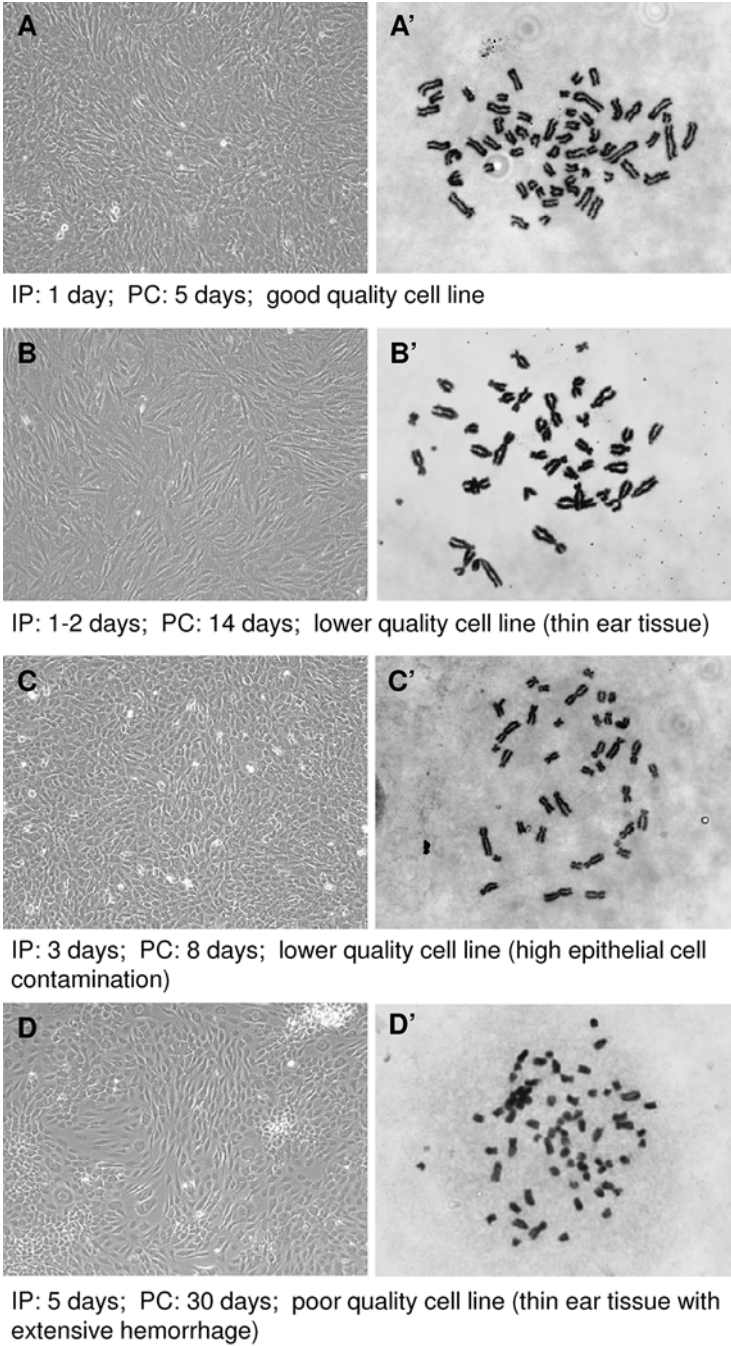 A
A'
IP: 1 day; PC: 5 days; good quality cell line
B
B'
IP: 1-2 days; PC: 14 days; lower quality cell line (thin ear tissue)
C
C'
IP: 3 days; PC: 8 days; lower quality cell line (high epithelial cell
contamination)
D
D'
IP: 5 days; PC: 30 days; poor quality cell line (thin ear tissue with
extensive hemorrhage)